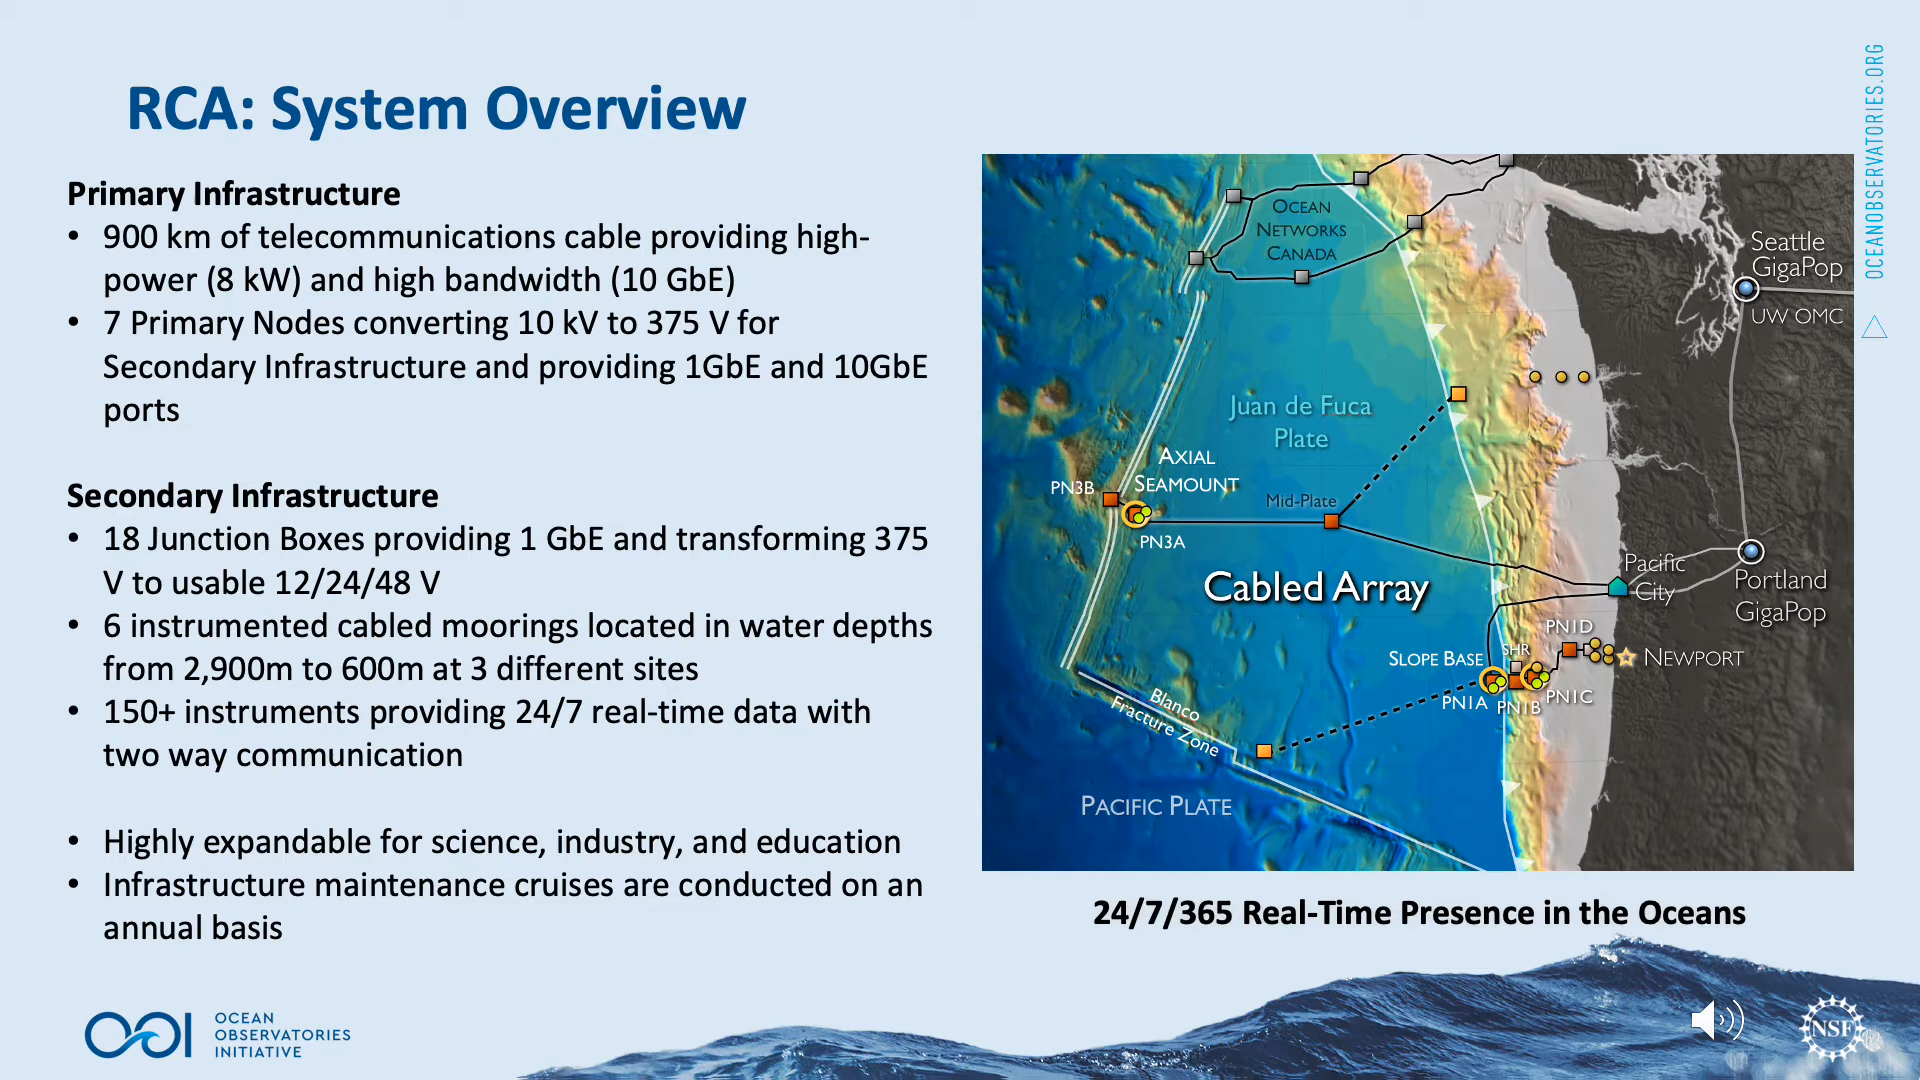 RCA: System Overview
Primary Infrastructure
• 900 km of telecommunications cable providing high-
power (8 kW) and high bandwidth (10 GbE)
• 7 Primary Nodes converting 10 kV to 375 V for
Secondary Infrastructure and providing 1GbE and 10GbE
ports
Secondary Infrastructure
• 18 Junction Boxes providing 1 GbE and transforming 375
V to usable 12/24/48 V
• 6 instrumented cabled moorings located in water depths
from 2,900m to 600m at 3 different sites
• 150+ instruments providing 24/7 real-time data with
two way communication
• Highly expandable for science, industry, and education
• Infrastructure maintenance cruises are conducted on an
annual basis
OCEAN
NETWORKS
CANADA
Seattle
GigaPop
UW OMC
Juan de Fuca
Plate
AXIAL
SEAMOUNT
PN3B
PN3A
Mid-Plate
Cabled Array
Pacific
City
Portland
GigaPop
PN1D
SHR
SLOPE BASE
NEWPORT
PN1A
PN1B
PN1C
Blanco
Fracture Zone
PACIFIC PLATE
24/7/365 Real-Time Presence in the Oceans
OCEANOBSERVATORIES.ORG
OOI
OCEAN
OBSERVATORIES
INITIATIVE
NSF